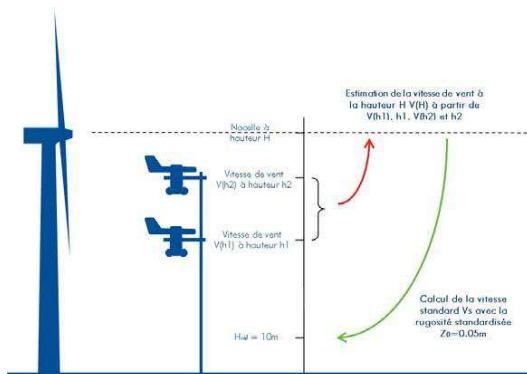 Estimation de la vitesse de vent à
la hauteur H V(H) à partir de
V(h1), h1, V(h2) et h2
Nacelle à
hauteur H
Vitesse de vent
V(h2) à hauteur h2
Vitesse de vent
V(h1) à hauteur h1
Calcul de la vitesse
standard Vs avec la
rugosité standardisée
Z0=0.05m
Href = 10m